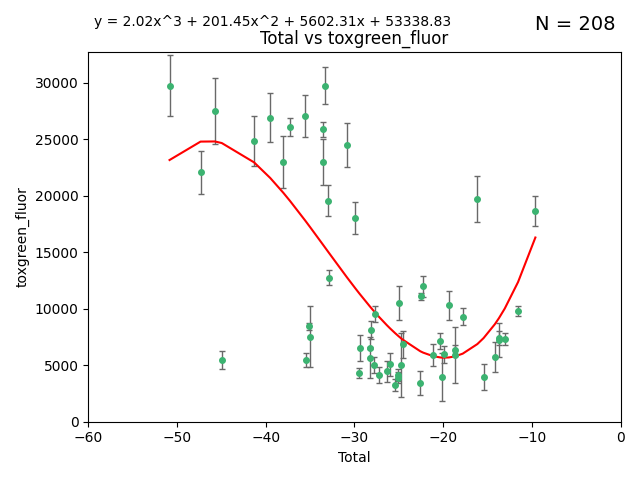 y = 2.02x^3 + 201.45x^2 + 5602.31x + 53338.83
N = 208
Total vs toxgreen_fluor
toxgreen_fluor
30000
25000
20000
15000
10000
5000
0
−60
−50
−40
−30
−20
−10
0
Total